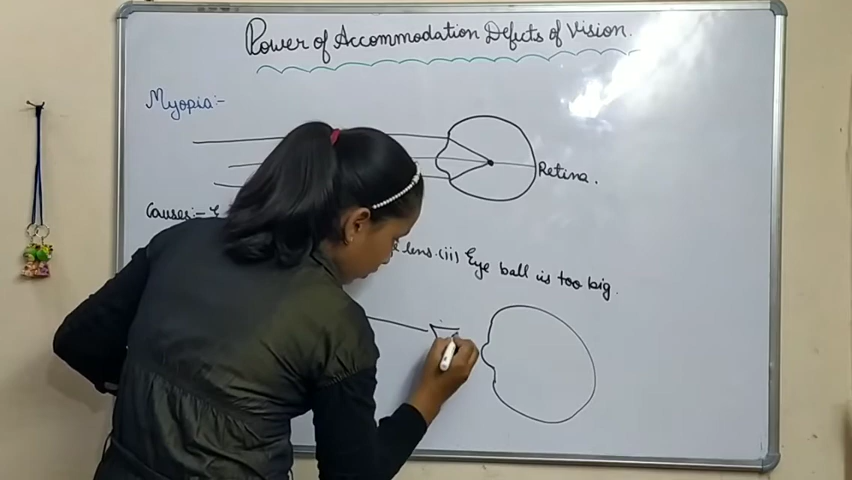 Power of Accommodation Defects of Vision.
Myopia:-
Retina.
Causes:- lens. (ii) Eye ball is too big.